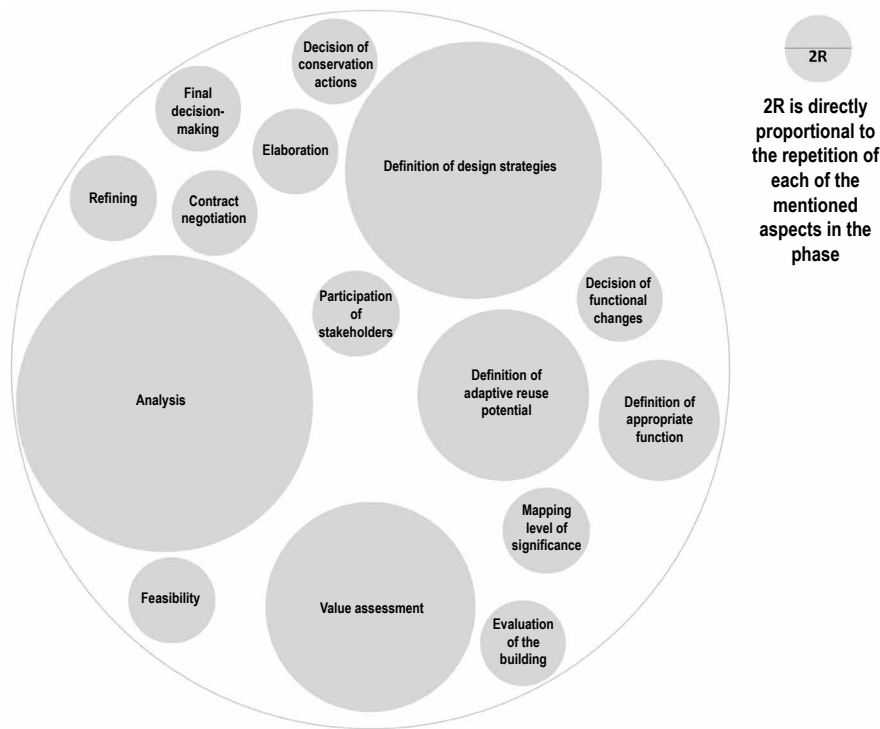 Decision of
conservation
actions
Final
decision-
making
Elaboration
Definition of design strategies
Refining
Contract
negotiation
Participation
of
stakeholders
Decision of
functional
changes
Analysis
Definition of
adaptive reuse
potential
Definition of
appropriate
function
Mapping
level of
significance
Feasibility
Value assessment
Evaluation
of the
building
2R
2R is directly
proportional to
the repetition of
each of the
mentioned
aspects in the
phase